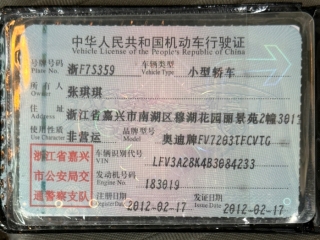 中华人民共和国机动车行驶证
Vehicle License of the People's Republic of China
号牌号码 浙F7S359 车辆类型 小型轿车
Plate No. Vehicle Type
所有人 张琪琪
Owner
住址 浙江省嘉兴市南湖区穆湖花园丽景苑2幢3013
Address
使用性质 非营运 品牌型号 奥迪牌FV7203TFCVTG
Use Character Model
浙江省嘉兴
市公安局交
通警察支队
车辆识别代号 LFV3A28K4B3084233
VIN
发动机号码 183019
Engine No.
注册日期 2012-02-17 发证日期 2012-02-17
Register Date Issue Date